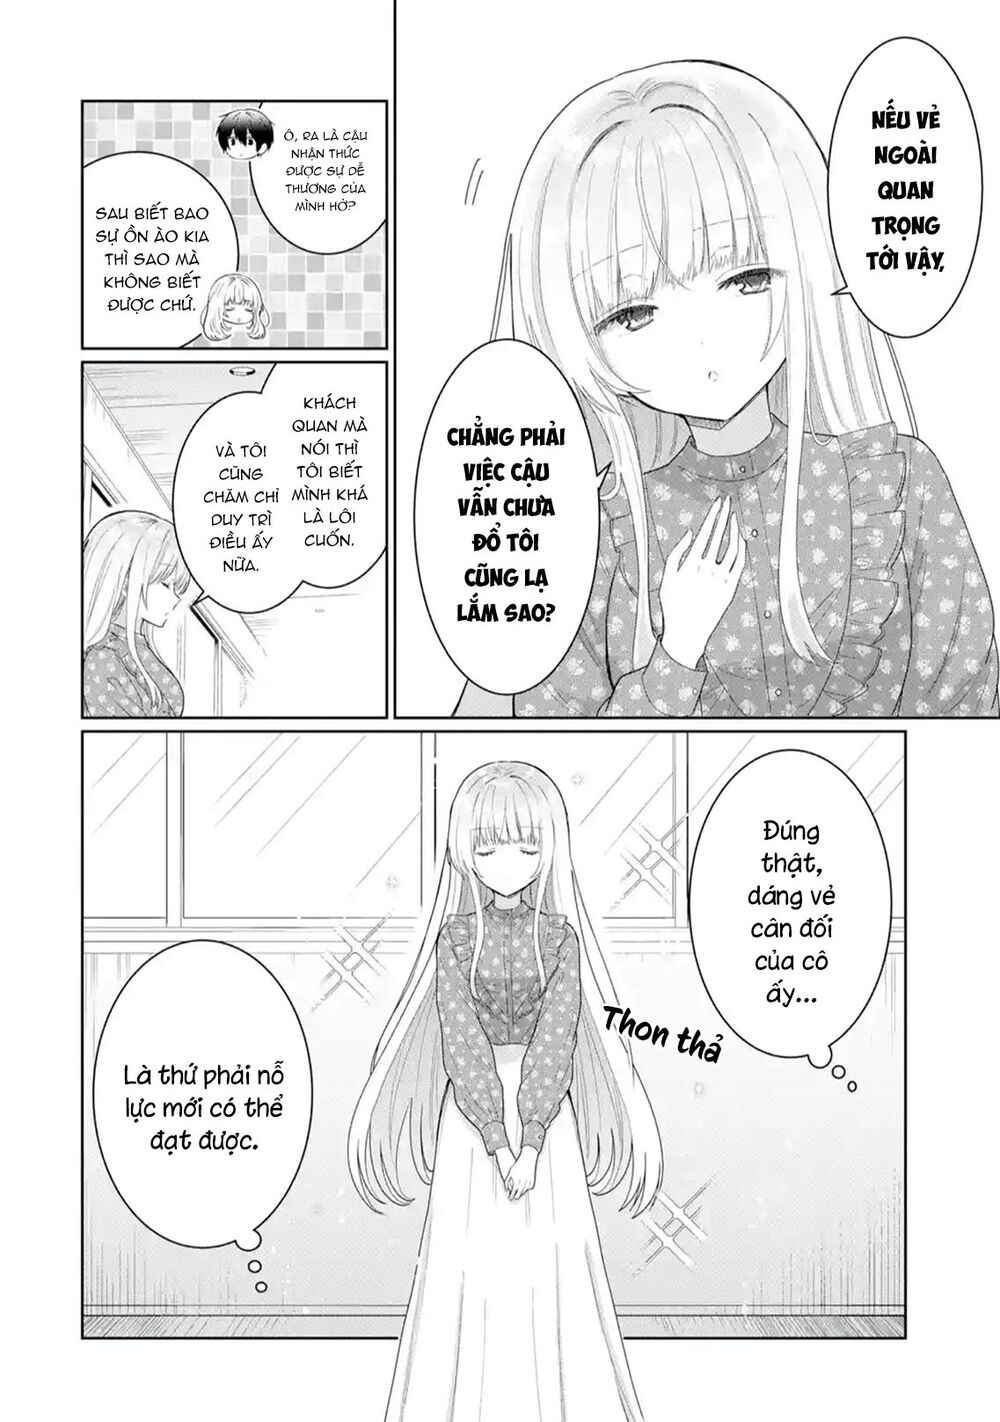 NẾU VẺ
NGOÀI
QUAN
TRỌNG
TỚI VẬY,
CHẲNG PHẢI
VIỆC CẬU
VẪN CHƯA
ĐỔ TÔI
CŨNG LẠ
LẮM SAO?
Ồ, RA LÀ CẬU
NHẬN THỨC
ĐƯỢC SỰ DỄ
THƯƠNG CỦA
MÌNH HỞ?
SAU BIẾT BAO
SỰ ỒN ÀO KIA
THÌ SAO MÀ
KHÔNG BIẾT
ĐƯỢC CHỨ.
KHÁCH
QUAN MÀ
NÓI THÌ
TÔI BIẾT
MÌNH KHÁ
LÀ LÔI
CUỐN.
VÀ TÔI
CŨNG
CHĂM CHỈ
DUY TRÌ
ĐIỀU ẤY
NỮA.
Đúng
thật,
dáng vẻ
cân đối
của cô
ấy...
Thon thả
Là thứ phải nỗ
lực mới có thể
đạt được.